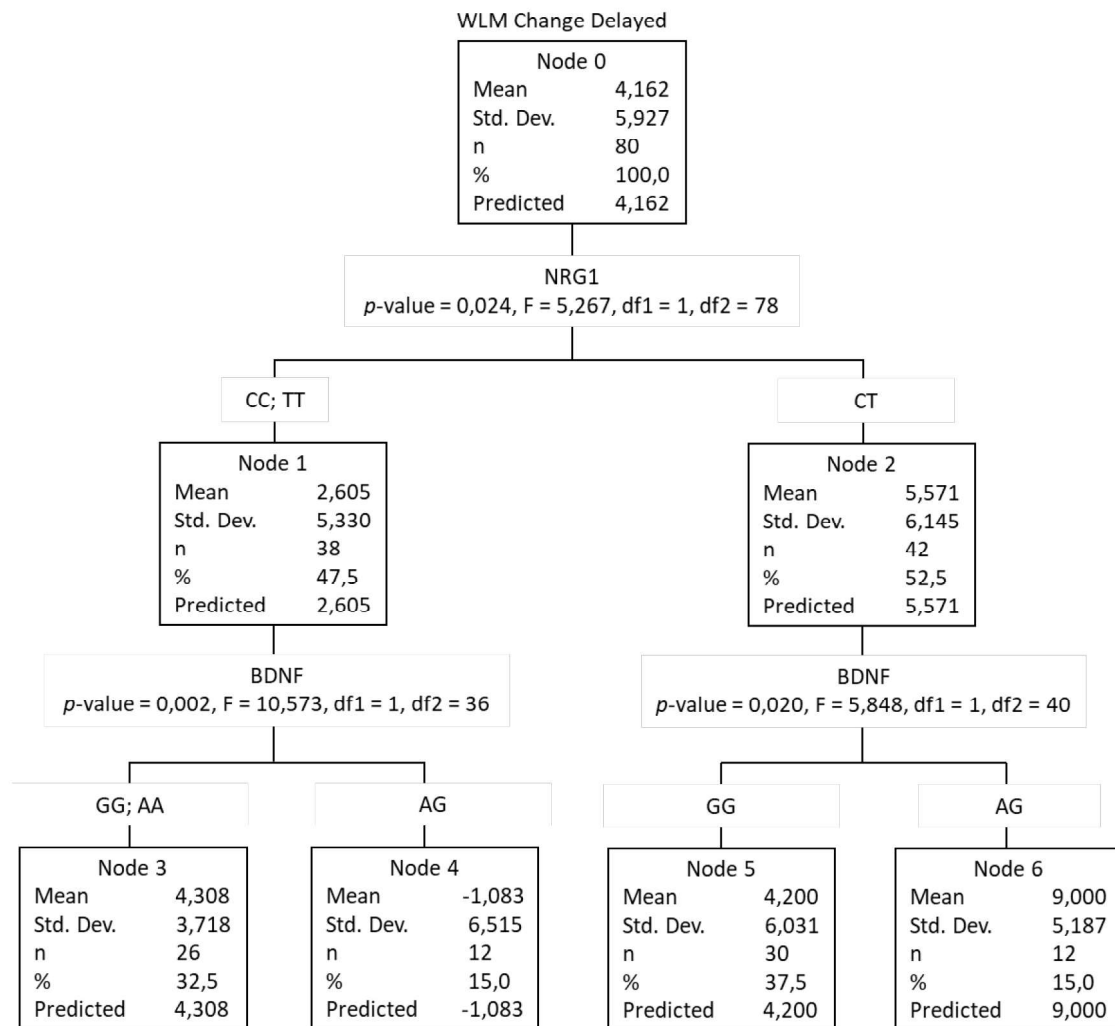 WLM Change Delayed
Node 0
Mean 4,162
Std. Dev. 5,927
n 80
% 100,0
Predicted 4,162
NRG1
p-value = 0,024, F = 5,267, df1 = 1, df2 = 78
CC; TT
Node 1
Mean 2,605
Std. Dev. 5,330
n 38
% 47,5
Predicted 2,605
CT
Node 2
Mean 5,571
Std. Dev. 6,145
n 42
% 52,5
Predicted 5,571
BDNF
p-value = 0,002, F = 10,573, df1 = 1, df2 = 36
BDNF
p-value = 0,020, F = 5,848, df1 = 1, df2 = 40
GG; AA
Node 3
Mean 4,308
Std. Dev. 3,718
n 26
% 32,5
Predicted 4,308
AG
Node 4
Mean -1,083
Std. Dev. 6,515
n 12
% 15,0
Predicted -1,083
GG
Node 5
Mean 4,200
Std. Dev. 6,031
n 30
% 37,5
Predicted 4,200
AG
Node 6
Mean 9,000
Std. Dev. 5,187
n 12
% 15,0
Predicted 9,000